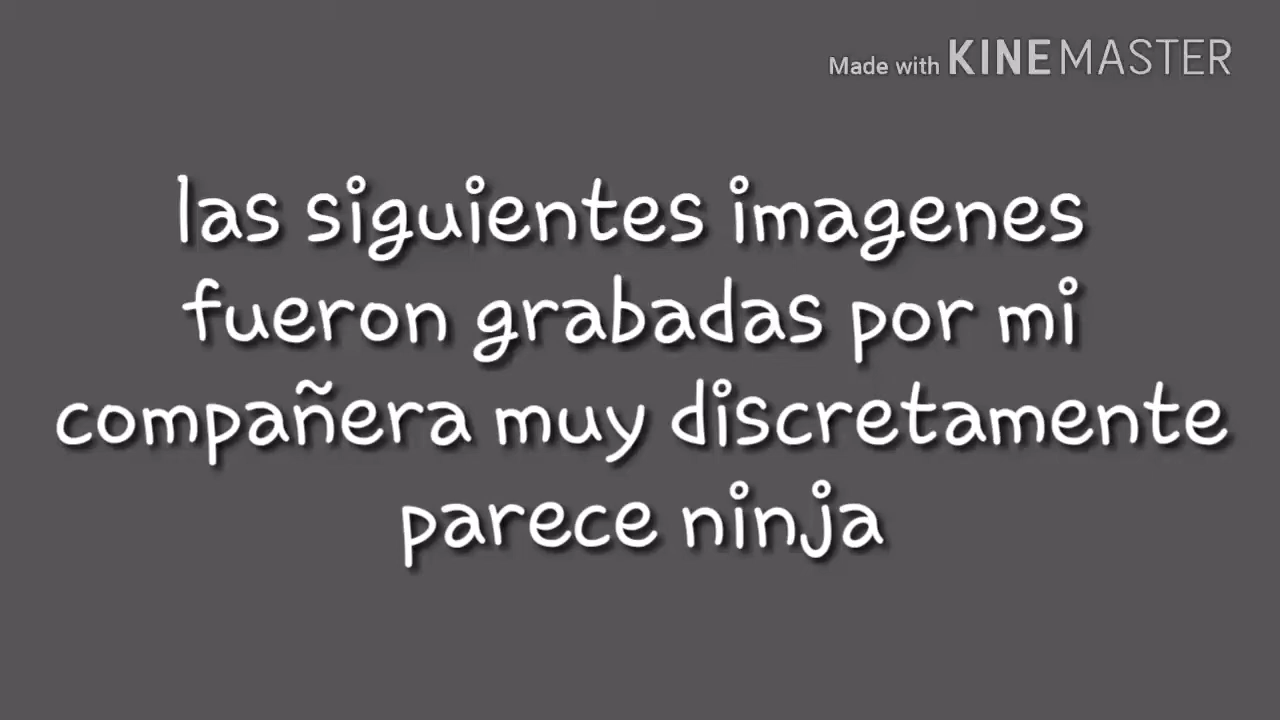 Made with KINEMASTER
las siguientes imagenes
fueron grabadas por mi
compañera muy discretamente
parece ninja